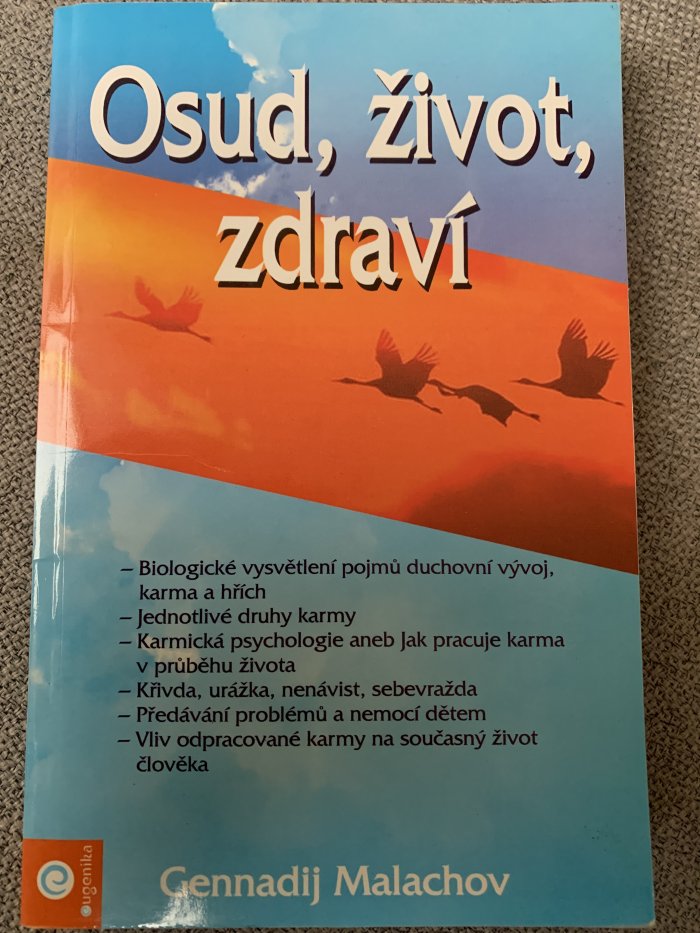 Osud, život,
zdraví
– Biologické vysvětlení pojmů duchovní vývoj,
karma a hřích
– Jednotlivé druhy karmy
– Karmická psychologie aneb Jak pracuje karma
v průběhu života
– Křivda, urážka, nenávist, sebevražda
– Předávání problémů a nemocí dětem
– Vliv odpracované karmy na současný život
člověka
eugenika
Gennadij Malachov